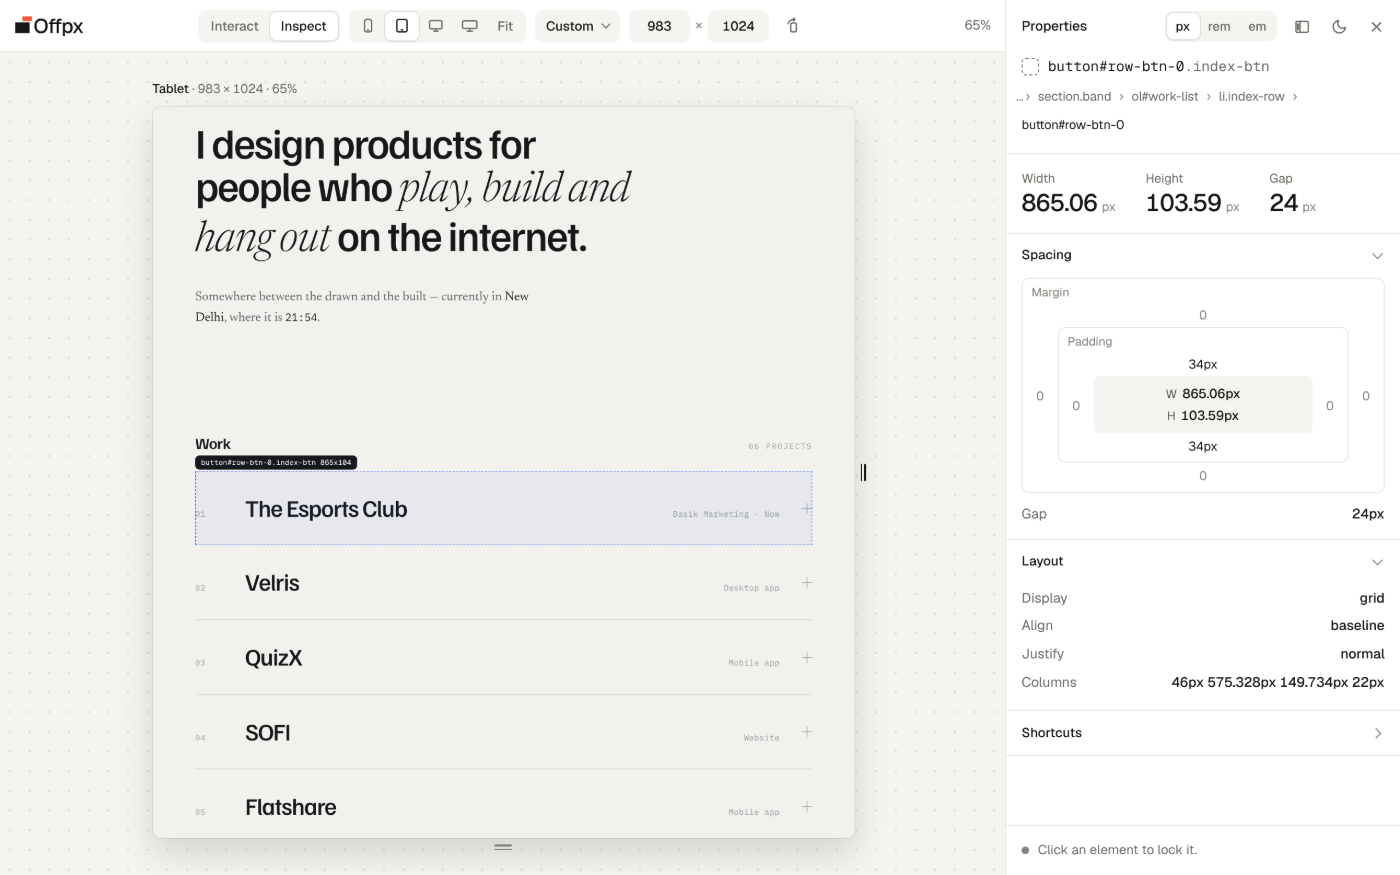 Offpx
Interact Inspect
Fit
Custom
983 × 1024
65%
Tablet · 983 × 1024 · 65%
I design products for
people who play, build and
hang out on the internet.
Somewhere between the drawn and the built — currently in New
Delhi, where it is 21:54.
Work 06 PROJECTS
button#row-btn-0.index-btn 865x104
01 The Esports Club Basik Marketing · Now +
02 Velris Desktop app +
03 QuizX Mobile app +
04 SOFI Website +
05 Flatshare Mobile app +
Properties px rem em
button#row-btn-0.index-btn
… › section.band › ol#work-list › li.index-row ›
button#row-btn-0
Width Height Gap
865.06 px 103.59 px 24 px
Spacing
Margin
0
Padding
34px
0 0 W 865.06px 0 0
H 103.59px
34px
0
Gap 24px
Layout
Display grid
Align baseline
Justify normal
Columns 46px 575.328px 149.734px 22px
Shortcuts
Click an element to lock it.